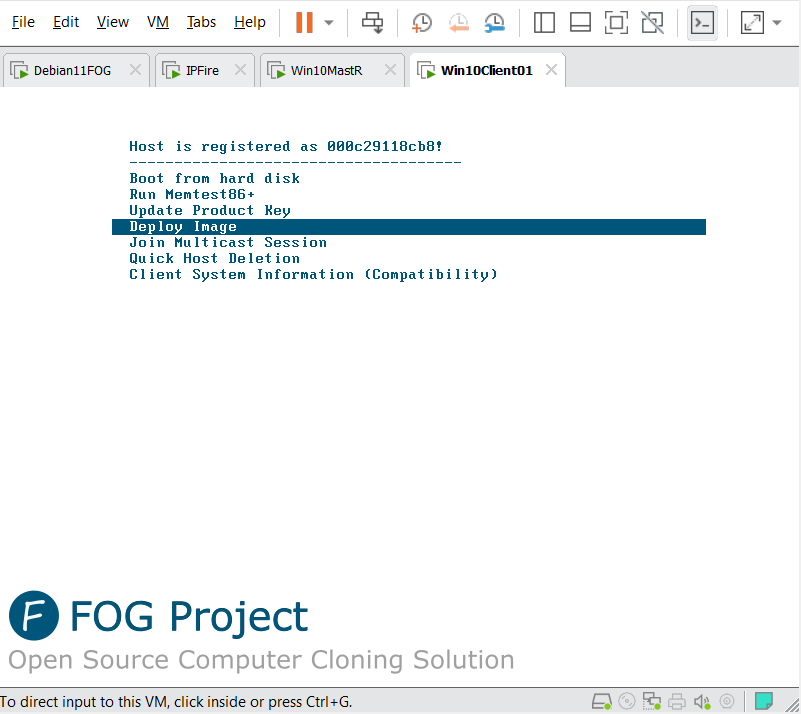 File Edit View VM Tabs Help
Debian11FOG IPFire Win10MastR Win10Client01
Host is registered as 000c29118cb8!
-------------------------------------
Boot from hard disk
Run Memtest86+
Update Product Key
Deploy Image
Join Multicast Session
Quick Host Deletion
Client System Information (Compatibility)
F FOG Project
Open Source Computer Cloning Solution
To direct input to this VM, click inside or press Ctrl+G.